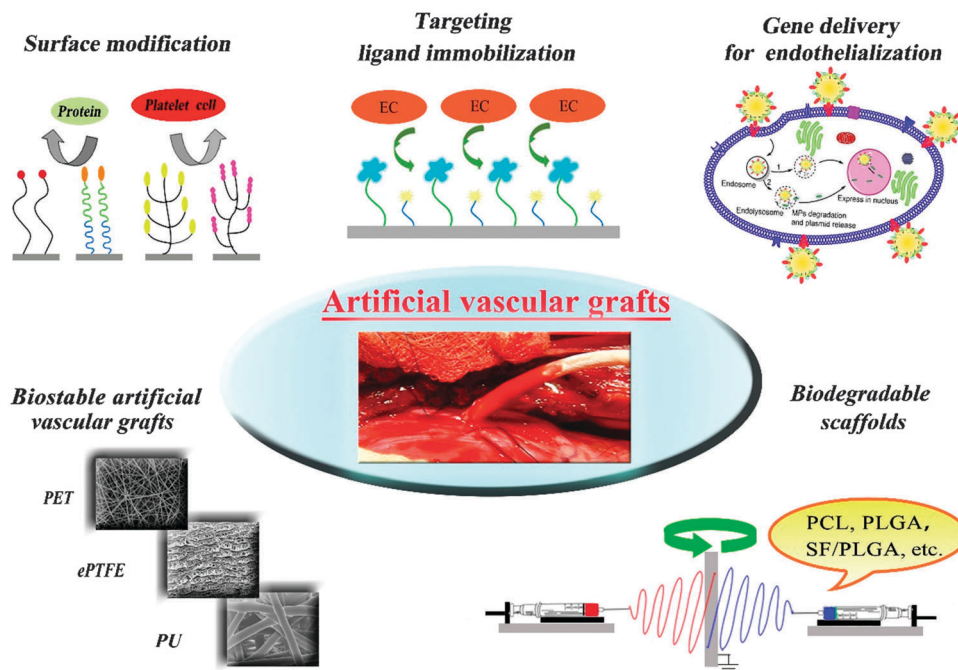 Surface modification
Protein
Platelet cell
Targeting
ligand immobilization
EC
EC
EC
Gene delivery
for endothelialization
Endosome
1
2
Endolysosome
MPs degradation
and plasmid release
Express in nucleus
Artificial vascular grafts
Biostable artificial
vascular grafts
PET
ePTFE
PU
Biodegradable
scaffolds
PCL, PLGA,
SF/PLGA, etc.